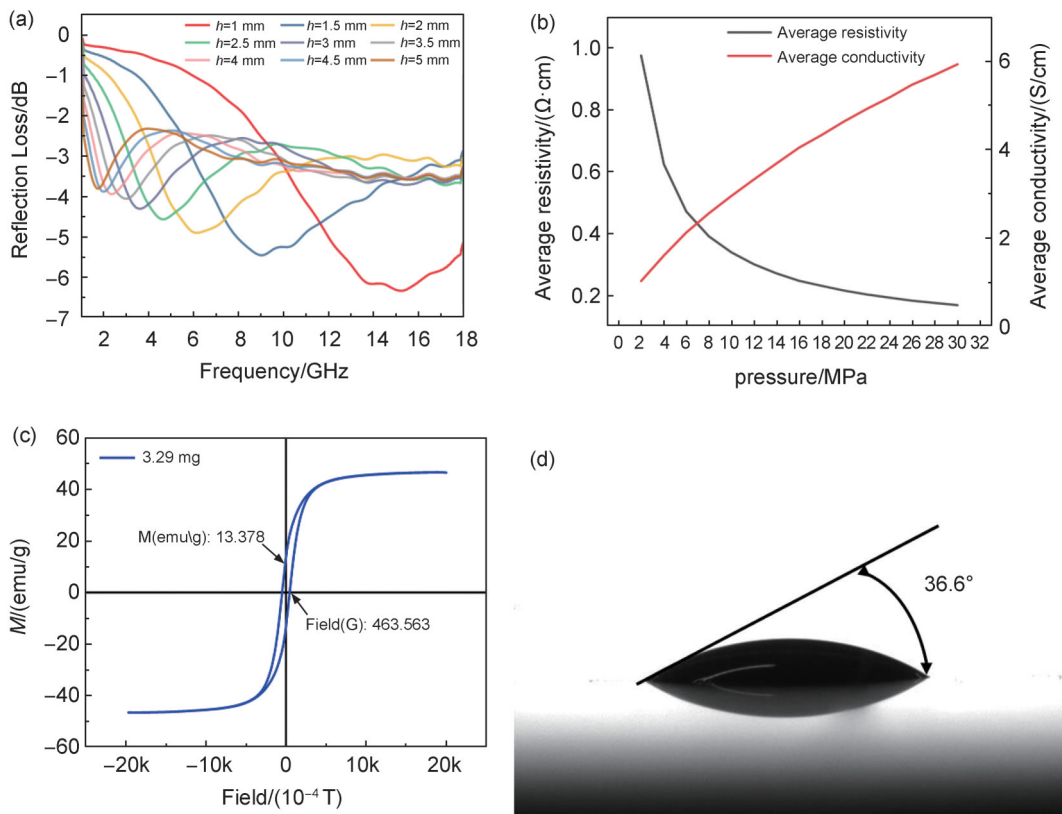 (a)
h=1 mm h=1.5 mm h=2 mm
h=2.5 mm h=3 mm h=3.5 mm
h=4 mm h=4.5 mm h=5 mm
0
−1
−2
−3
−4
−5
−6
−7
Reflection Loss/dB
2 4 6 8 10 12 14 16 18
Frequency/GHz
(b)
Average resistivity
Average conductivity
1.0
0.8
0.6
0.4
0.2
Average resistivity/(Ω·cm)
6
4
2
0
Average conductivity/(S/cm)
0 2 4 6 8 10 12 14 16 18 20 22 24 26 28 30 32
pressure/MPa
(c)
3.29 mg
60
40
20
0
−20
−40
−60
M/(emu/g)
M(emu\g): 13.378
Field(G): 463.563
−20k −10k 0 10k 20k
Field/(10⁻⁴ T)
(d)
36.6°